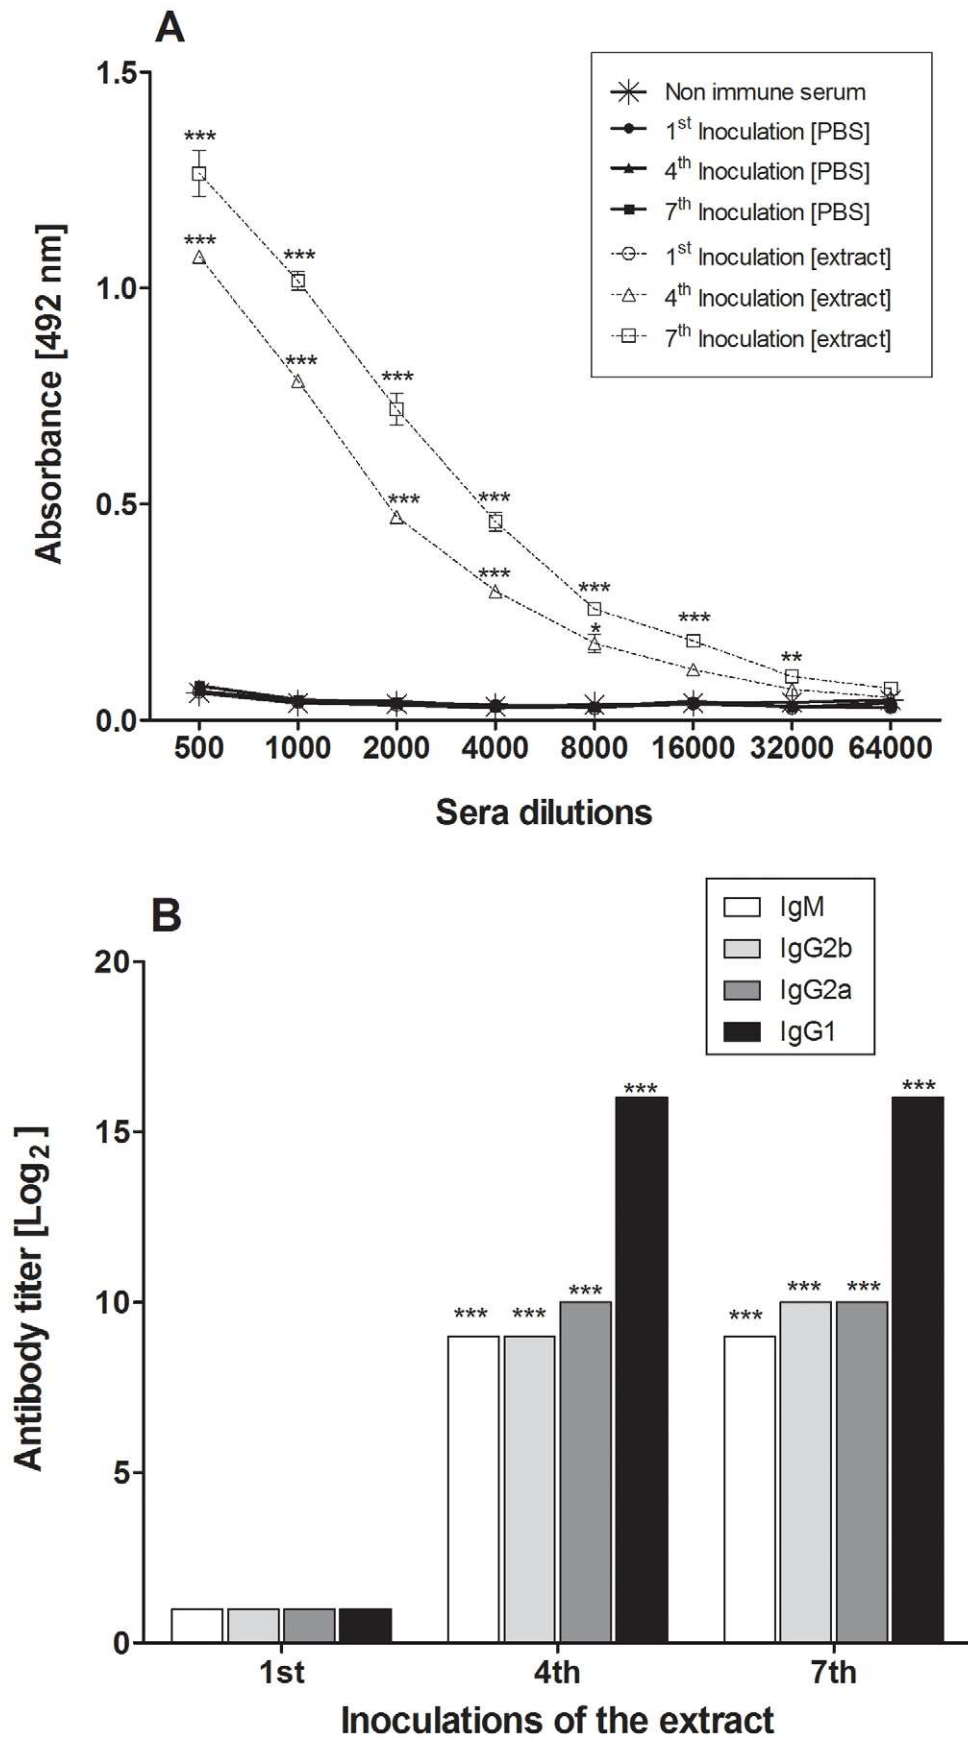 A
1.5
1.0
0.5
0.0
Absorbance [492 nm]
***
***
***
***
***
***
***
***
***
*
***
**
Non immune serum
1st Inoculation [PBS]
4th Inoculation [PBS]
7th Inoculation [PBS]
1st Inoculation [extract]
4th Inoculation [extract]
7th Inoculation [extract]
500 1000 2000 4000 8000 16000 32000 64000
Sera dilutions
B
IgM
IgG2b
IgG2a
IgG1
20
15
10
5
0
Antibody titer [Log2]
*** *** *** ***
*** *** *** ***
1st 4th 7th
Inoculations of the extract